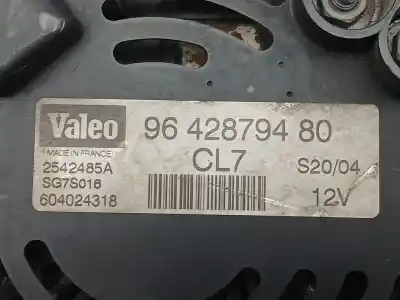 Valeo 96 428794 80
MADE IN FRANCE CL7 S20/04
2542485A
SG7S016 12V
604024318